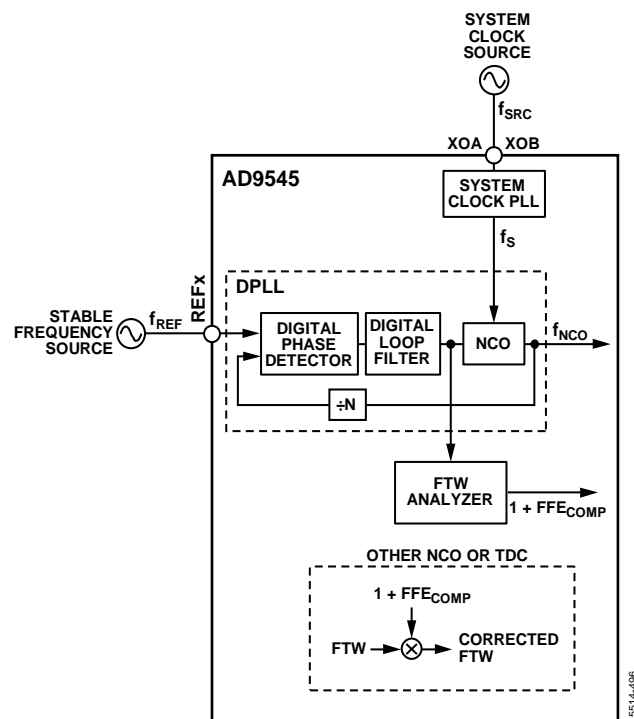 SYSTEM
CLOCK
SOURCE
fSRC
XOA XOB
AD9545
SYSTEM
CLOCK PLL
fS
REFx
DPLL
STABLE
FREQUENCY
SOURCE
fREF
DIGITAL
PHASE
DETECTOR
DIGITAL
LOOP
FILTER
NCO
fNCO
÷N
FTW
ANALYZER
1 + FFECOMP
OTHER NCO OR TDC
1 + FFECOMP
FTW
CORRECTED
FTW